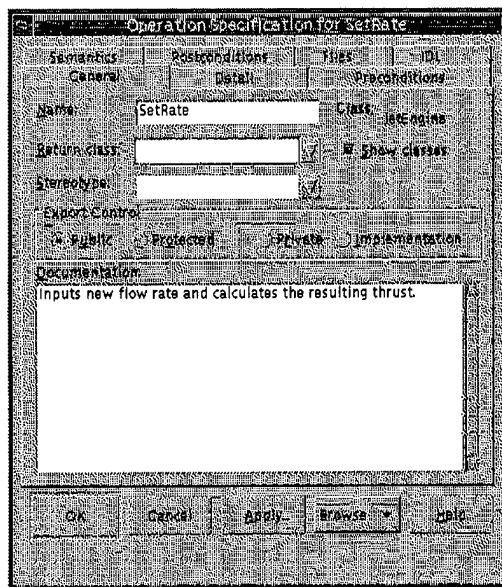 Operation Specification for SetRate
Semantics Postconditions Files IDL
General Detail Preconditions
Name: SetRate Class: JetEngine
Return class: Show classes
Stereotype:
Export Control
Public Protected Private Implementation
Documentation:
Inputs new flow rate and calculates the resulting thrust.
OK Cancel Apply Browse Help